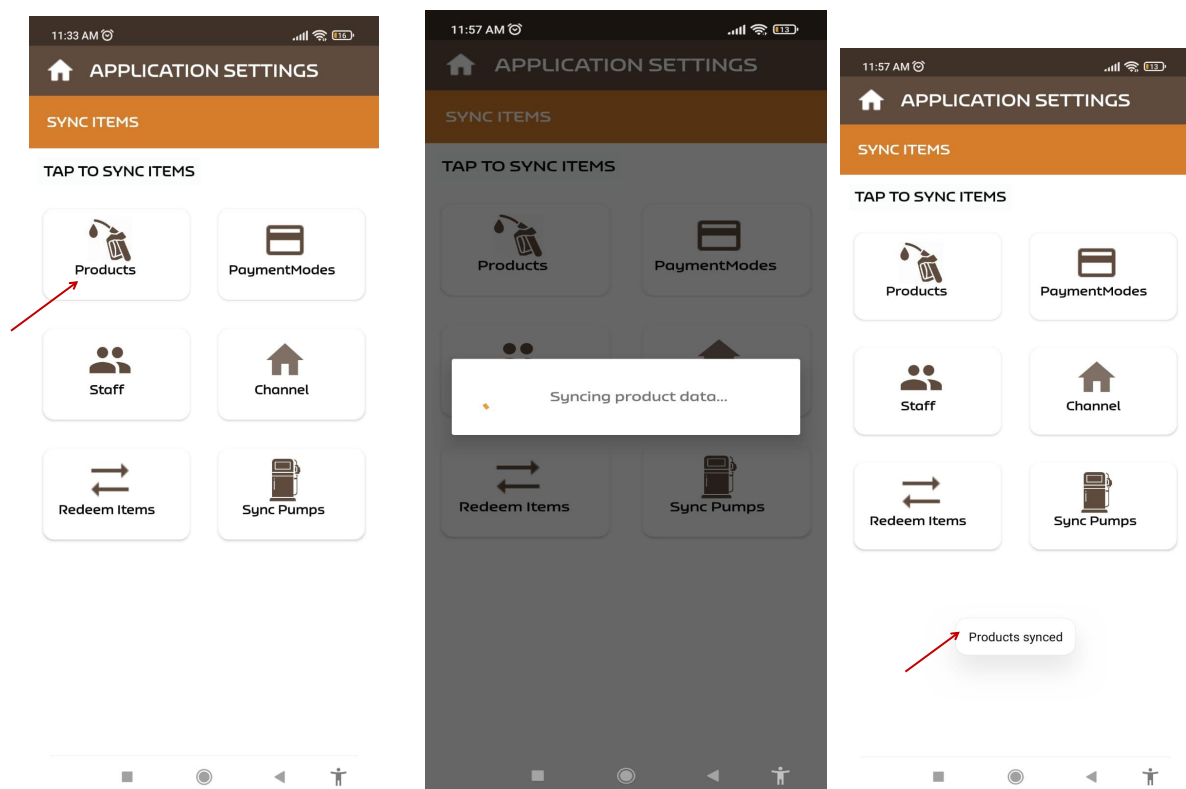 11:33 AM
16
APPLICATION SETTINGS
SYNC ITEMS
TAP TO SYNC ITEMS
Products
PaymentModes
Staff
Channel
Redeem Items
Sync Pumps
11:57 AM
13
APPLICATION SETTINGS
SYNC ITEMS
TAP TO SYNC ITEMS
Products
PaymentModes
Syncing product data...
Redeem Items
Sync Pumps
11:57 AM
13
APPLICATION SETTINGS
SYNC ITEMS
TAP TO SYNC ITEMS
Products
PaymentModes
Staff
Channel
Redeem Items
Sync Pumps
Products synced